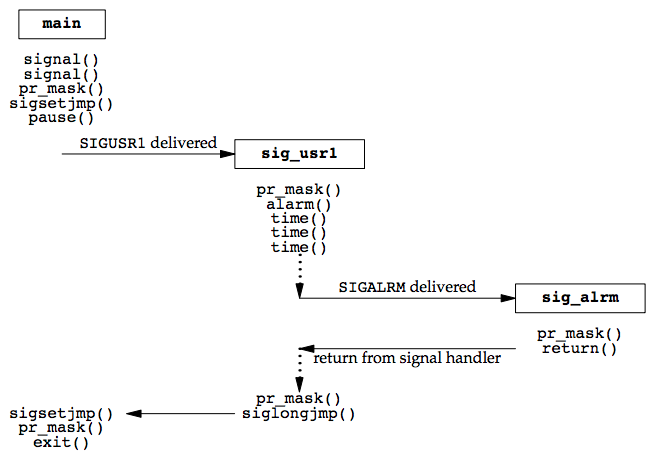 main
signal()
signal()
pr_mask()
sigsetjmp()
pause()
SIGUSR1 delivered
sig_usr1
pr_mask()
alarm()
time()
time()
time()
SIGALRM delivered
sig_alrm
pr_mask()
return()
return from signal handler
pr_mask()
siglongjmp()
sigsetjmp()
pr_mask()
exit()